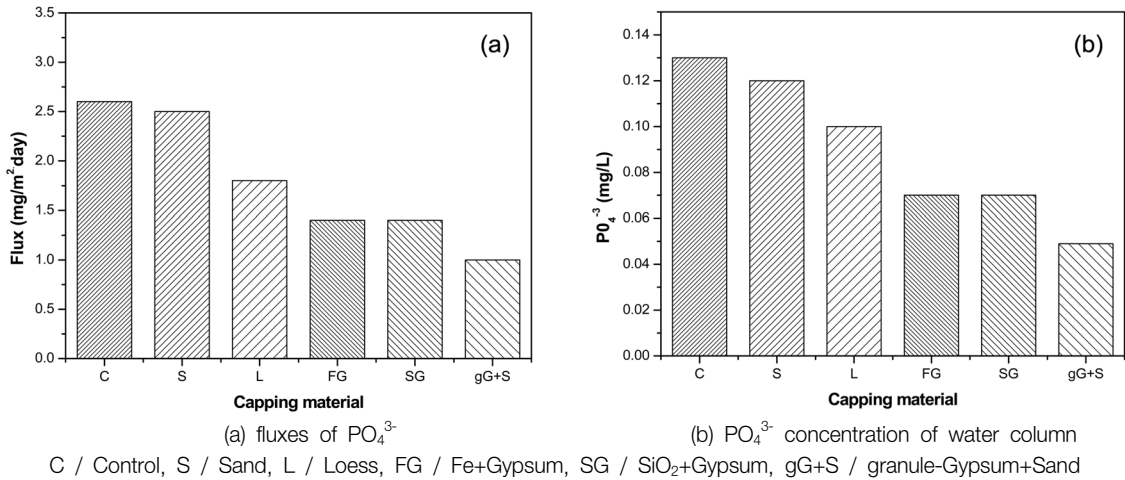 (a)
3.5
3.0
2.5
2.0
1.5
1.0
0.5
0.0
Flux (mg/m² day)
C S L FG SG gG+S
Capping material
(a) fluxes of PO₄³⁻
(b)
0.14
0.12
0.10
0.08
0.06
0.04
0.02
0.00
P0₄⁻³ (mg/L)
C S L FG SG gG+S
Capping material
(b) PO₄³⁻ concentration of water column
C / Control, S / Sand, L / Loess, FG / Fe+Gypsum, SG / SiO₂+Gypsum, gG+S / granule-Gypsum+Sand